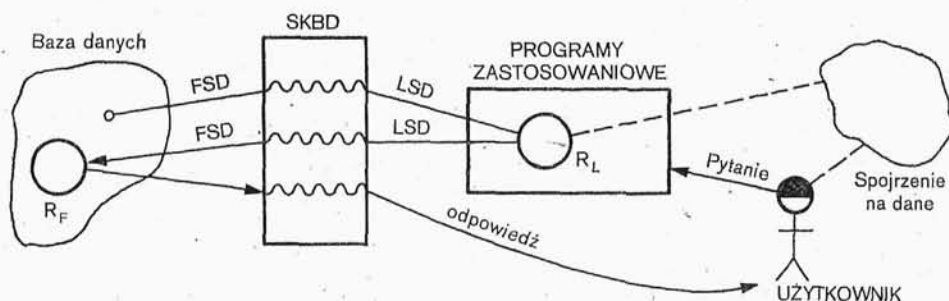 SKBD
Baza danych
PROGRAMY
ZASTOSOWANIOWE
FSD
LSD
FSD
LSD
R_F
R_L
Pytanie
Spojrzenie
na dane
odpowiedź
UŻYTKOWNIK